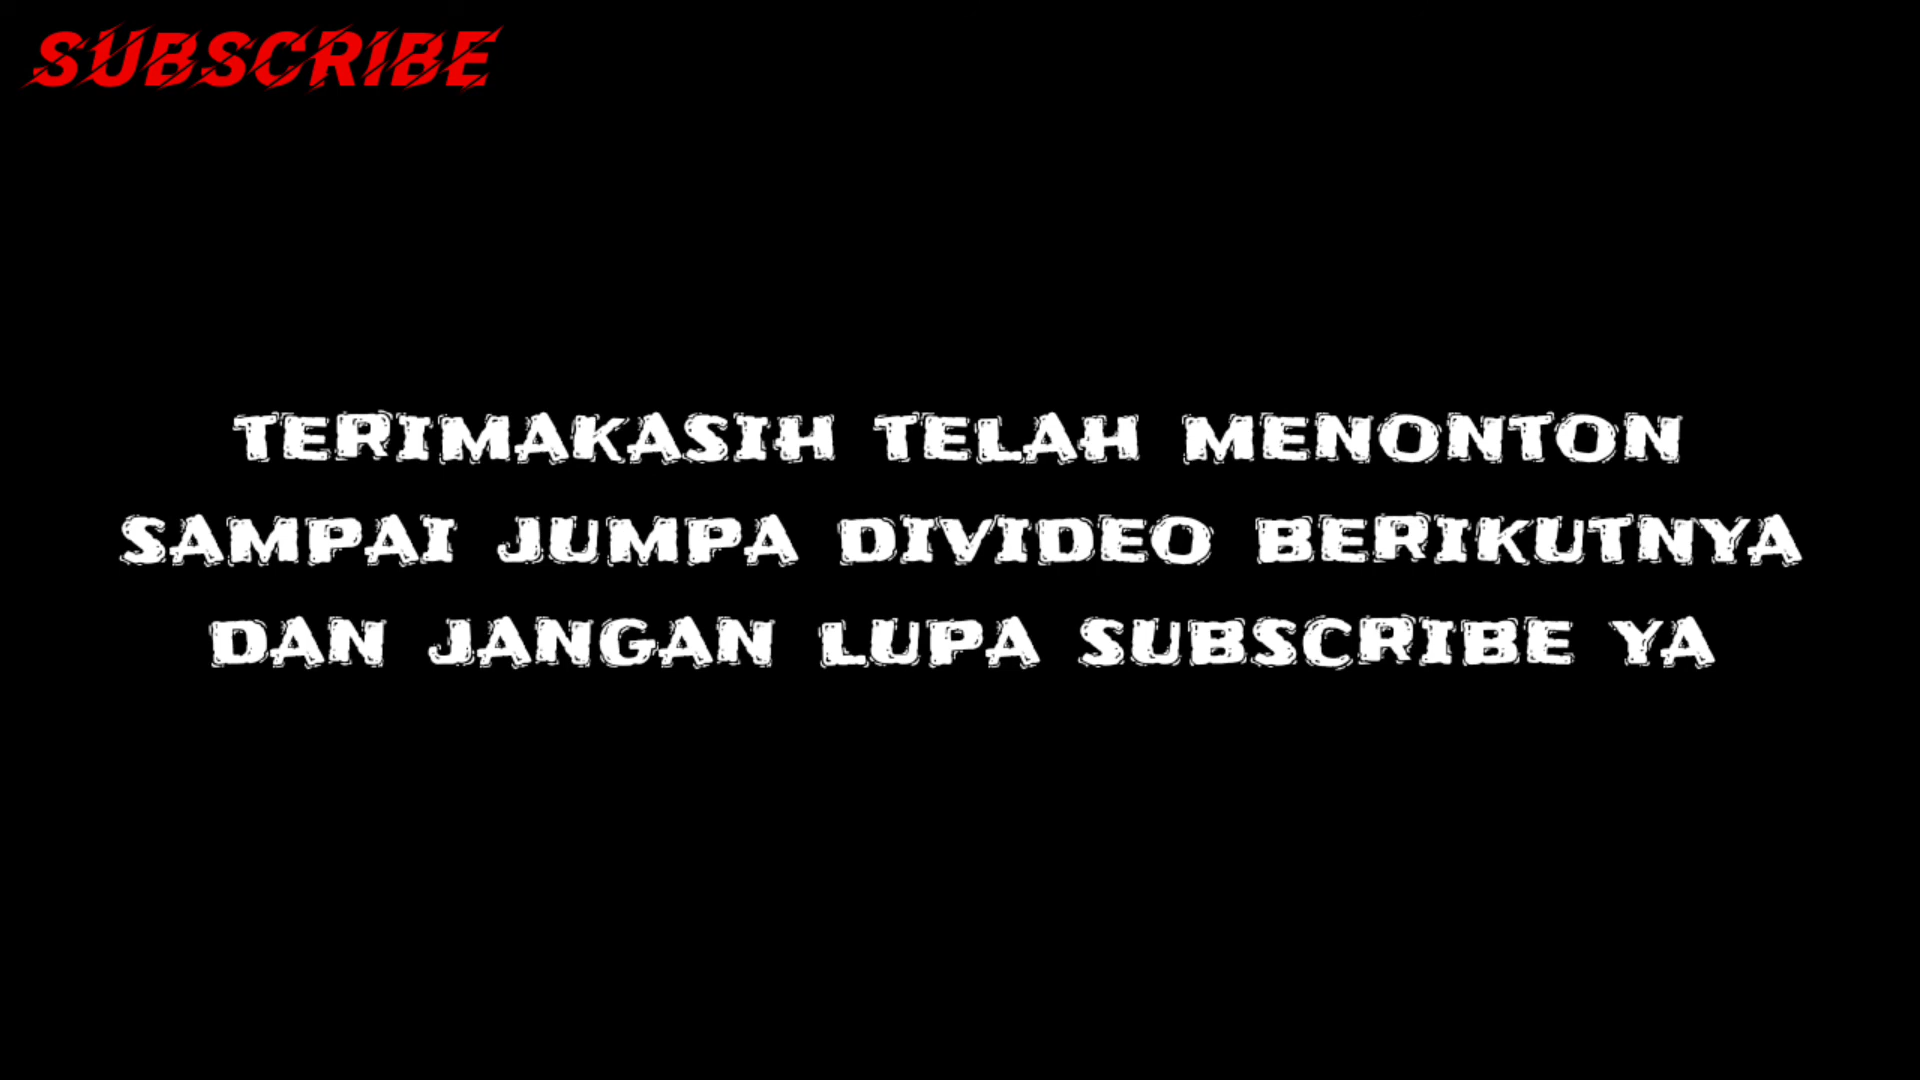 SUBSCRIBE
TERIMAKASIH TELAH MENONTON
SAMPAI JUMPA DIVIDEO BERIKUTNYA
DAN JANGAN LUPA SUBSCRIBE YA